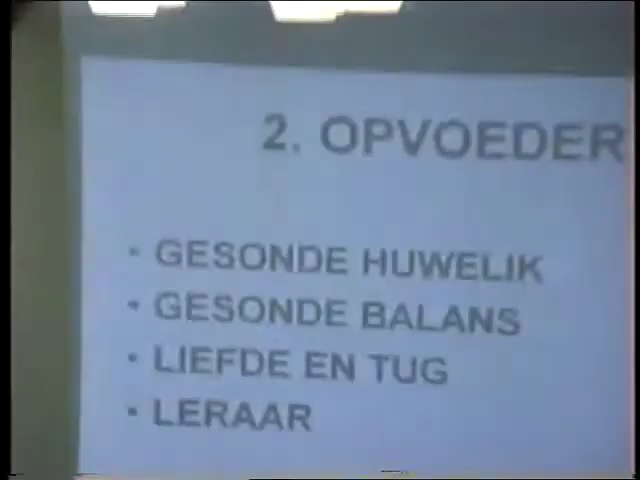 2. OPVOEDER
• GESONDE HUWELIK
• GESONDE BALANS
• LIEFDE EN TUG
• LERAAR